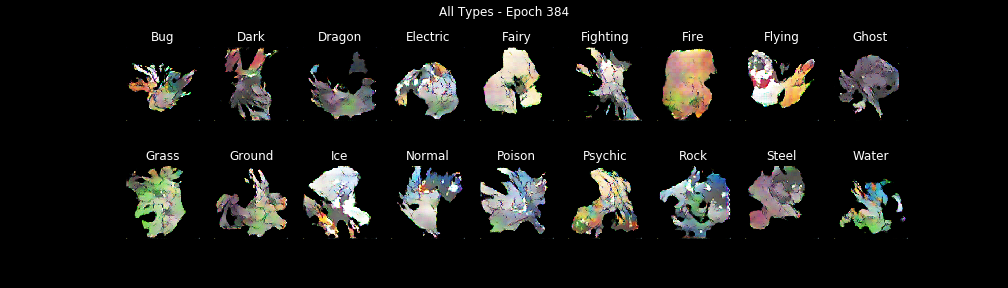 All Types - Epoch 384
Bug Dark Dragon Electric Fairy Fighting Fire Flying Ghost
Grass Ground Ice Normal Poison Psychic Rock Steel Water